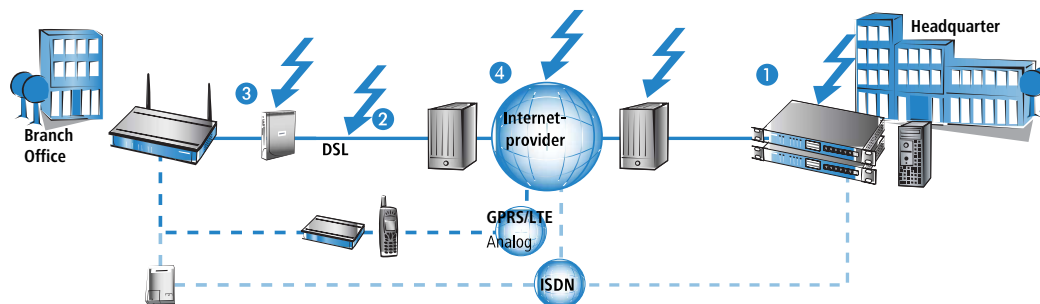 Headquarter
4
1
3
2
Internet-
provider
Branch
Office
DSL
GPRS/LTE
Analog
ISDN